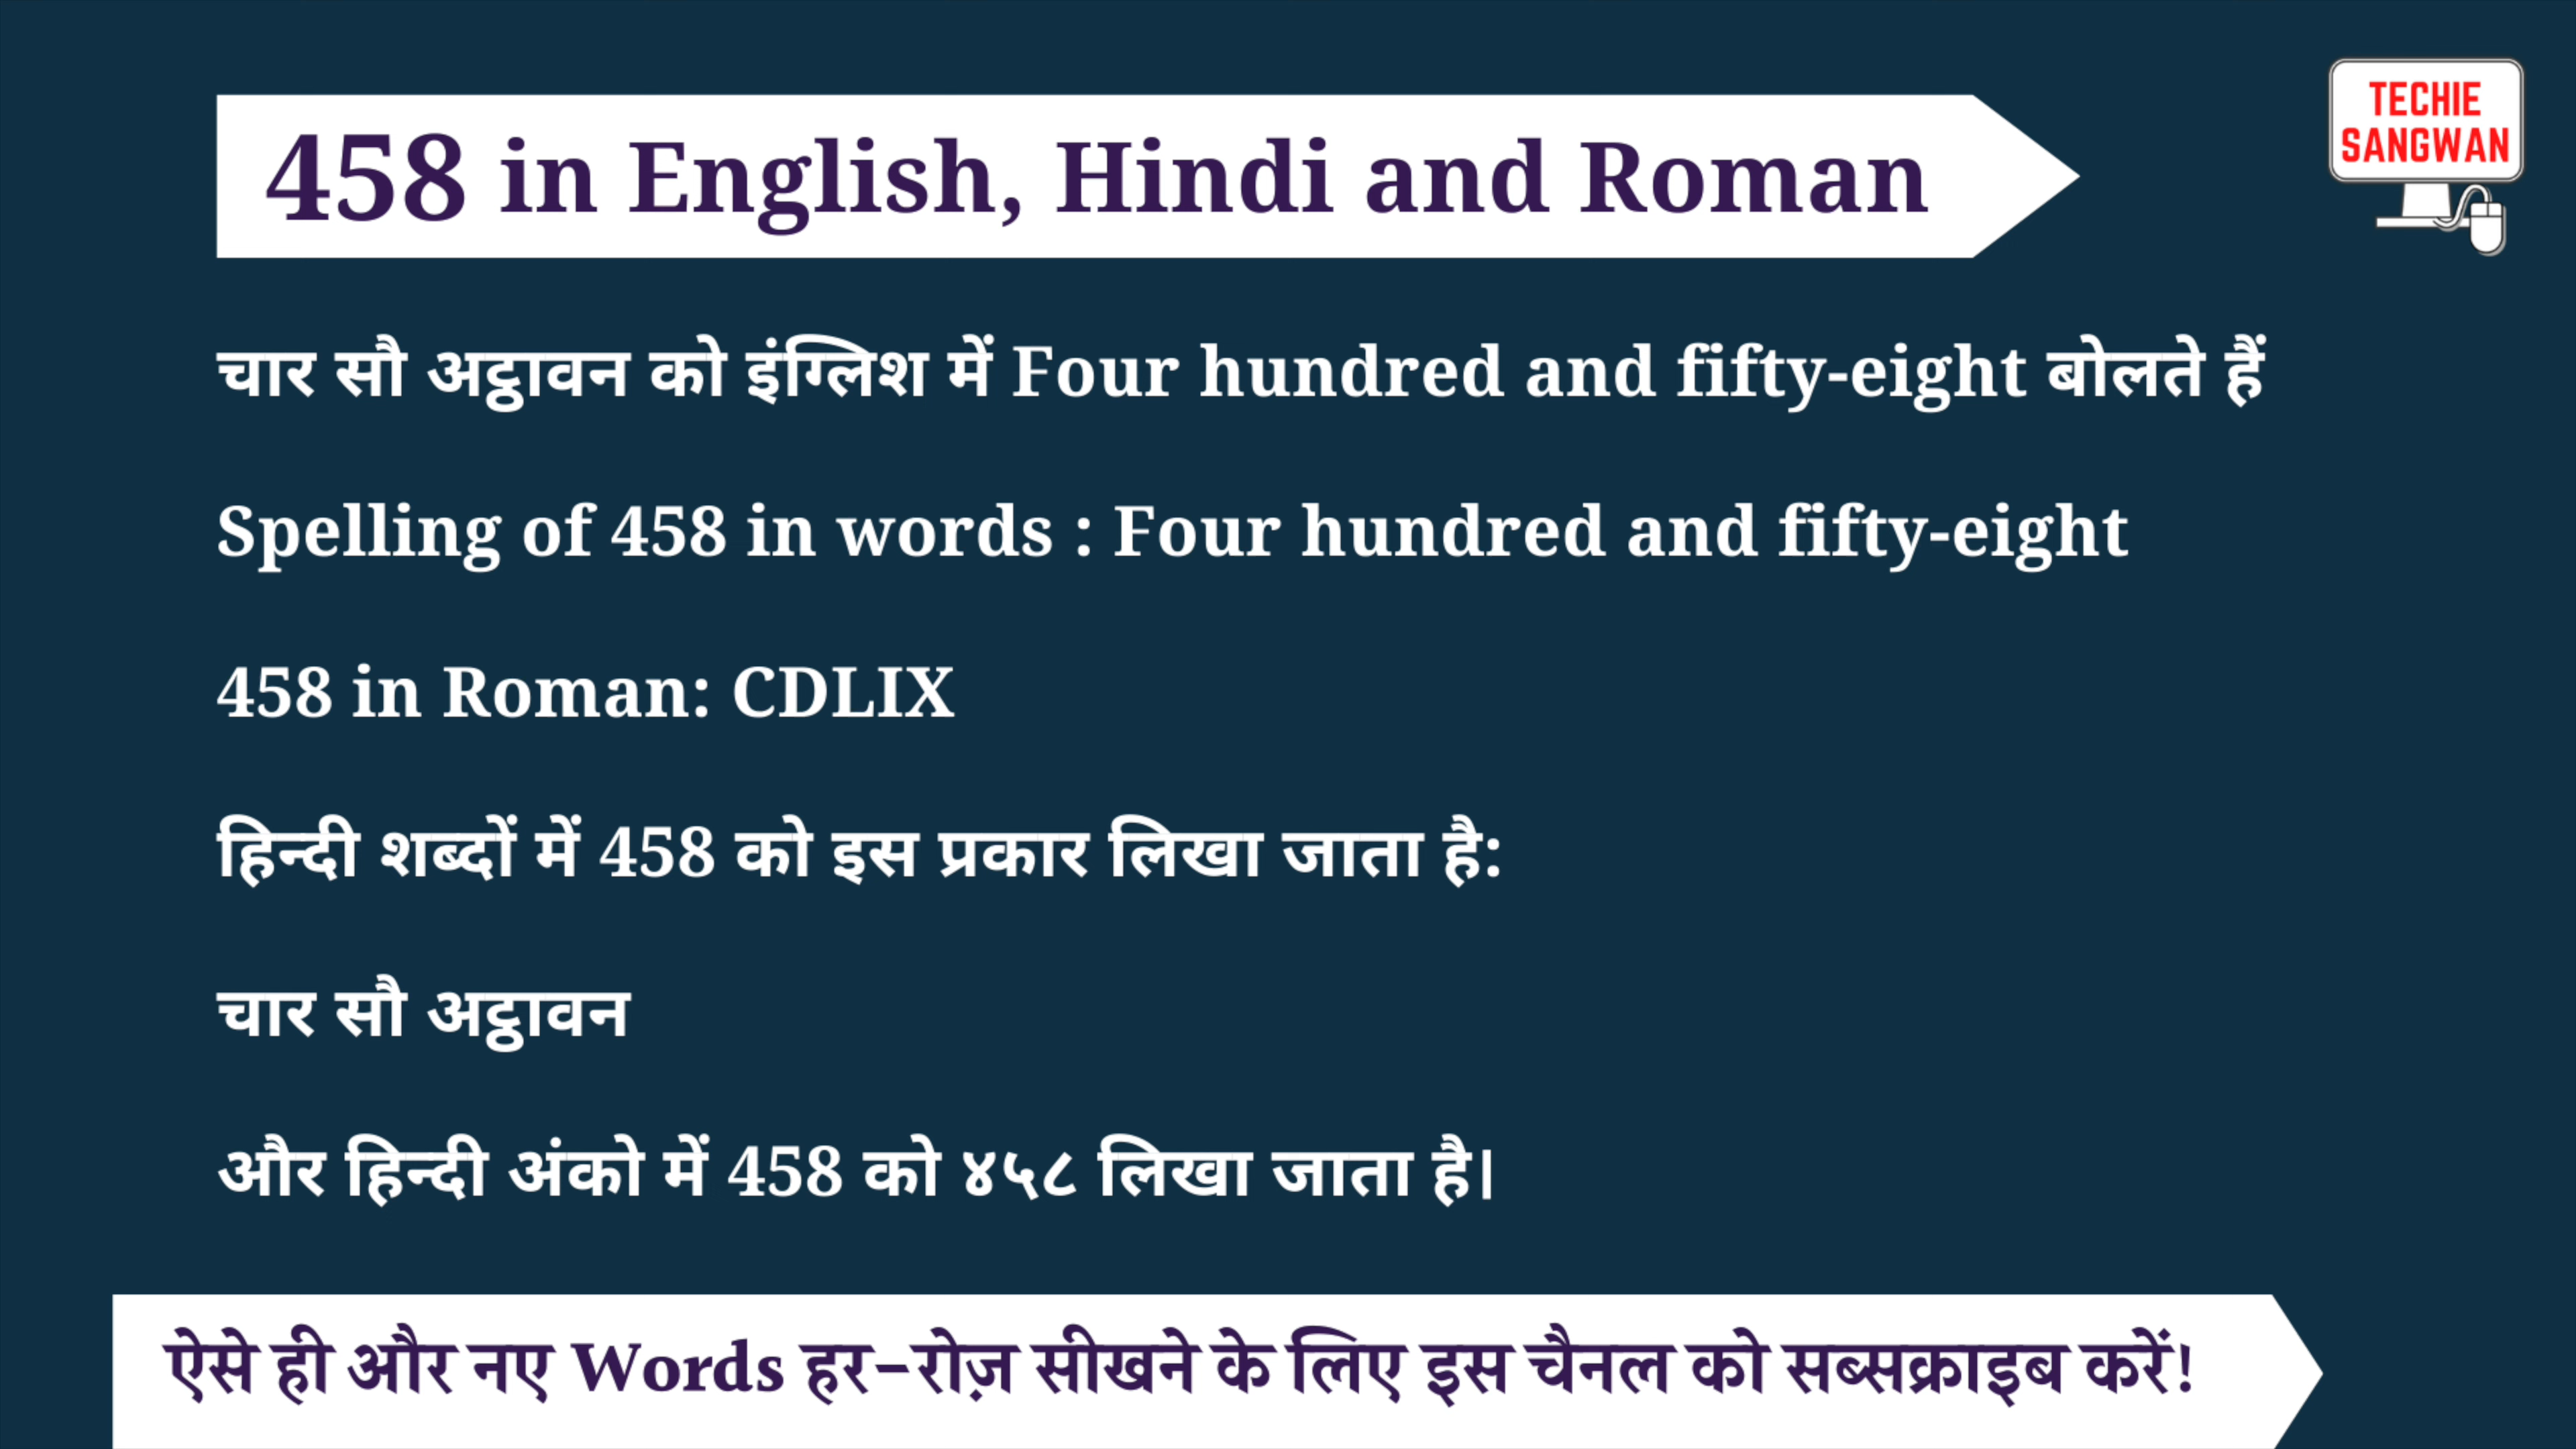 458 in English, Hindi and Roman
TECHIE
SANGWAN
चार सौ अट्ठावन को इंग्लिश में Four hundred and fifty-eight बोलते हैं
Spelling of 458 in words : Four hundred and fifty-eight
458 in Roman: CDLIX
हिन्दी शब्दों में 458 को इस प्रकार लिखा जाता है:
चार सौ अट्ठावन
और हिन्दी अंको में 458 को ४५८ लिखा जाता है।
ऐसे ही और नए Words हर-रोज़ सीखने के लिए इस चैनल को सब्सक्राइब करें!